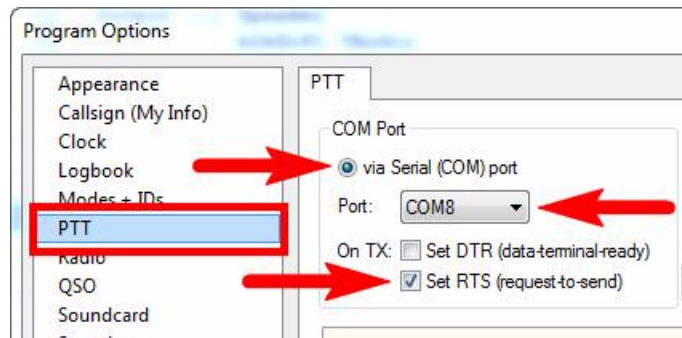 Program Options
Appearance
Callsign (My Info)
Clock
Logbook
Modes + IDs
PTT
Radio
QSO
Soundcard
PTT
COM Port
via Serial (COM) port
Port: COM8
On TX: Set DTR (data-terminal-ready)
Set RTS (request-to-send)